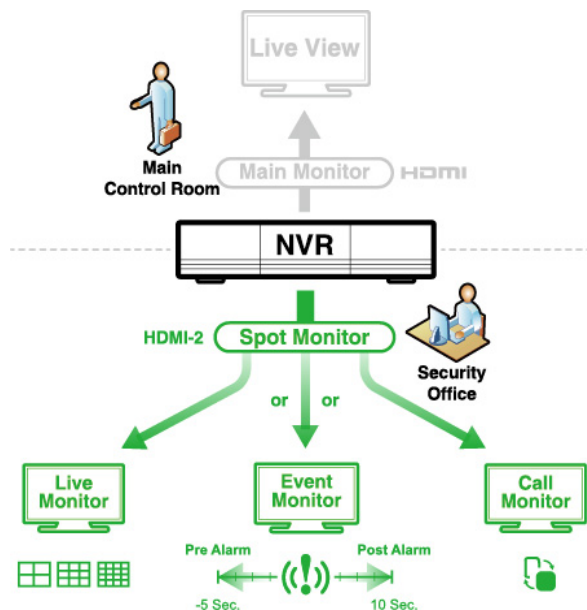 Live View
Main
Control Room
Main Monitor
HDMI
NVR
HDMI-2
Spot Monitor
Security
Office
or
or
Live
Monitor
Event
Monitor
Call
Monitor
Pre Alarm
Post Alarm
-5 Sec.
10 Sec.